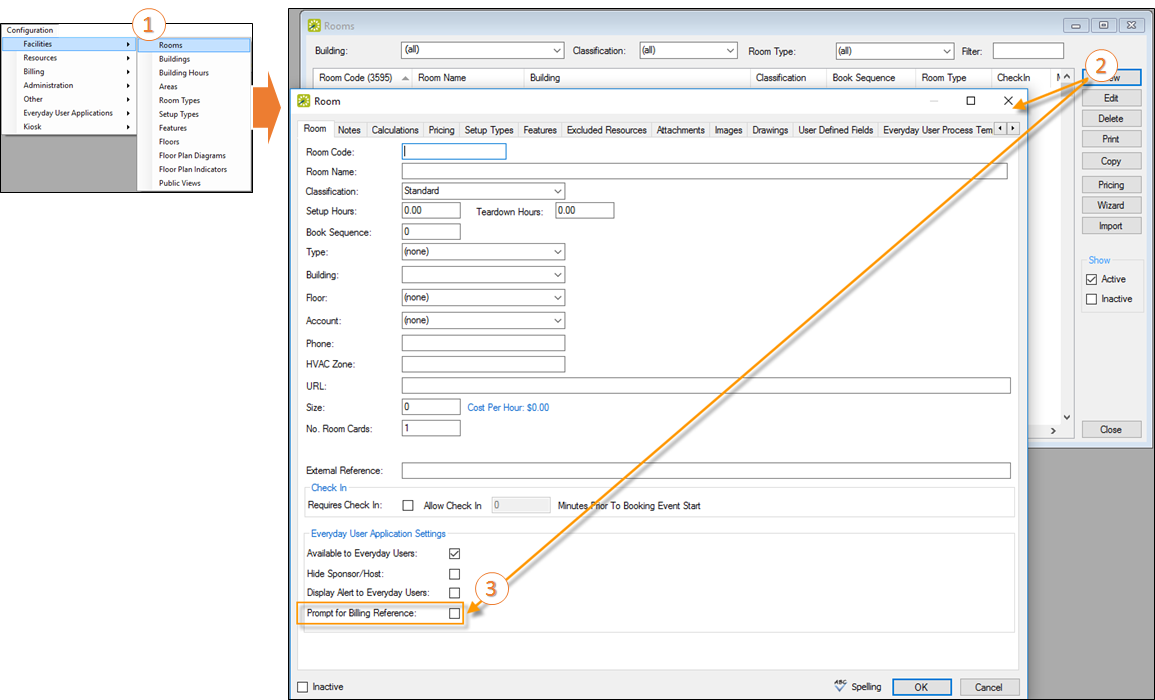 Configuration
Facilities
Resources
Billing
Administration
Other
Everyday User Applications
Kiosk
1
Rooms
Buildings
Building Hours
Areas
Room Types
Setup Types
Features
Floors
Floor Plan Diagrams
Floor Plan Indicators
Public Views
Rooms
Building: (all) Classification: (all) Room Type: (all) Filter:
Room Code (3595) Room Name Building Classification Book Sequence Room Type CheckIn
2
Edit
Delete
Print
Copy
Pricing
Wizard
Import
Show
Active
Inactive
Close
Room
Room Notes Calculations Pricing Setup Types Features Excluded Resources Attachments Images Drawings User Defined Fields Everyday User Process Tem
Room Code:
Room Name:
Classification: Standard
Setup Hours: 0.00 Teardown Hours: 0.00
Book Sequence: 0
Type: (none)
Building:
Floor: (none)
Account: (none)
Phone:
HVAC Zone:
URL:
Size: 0 Cost Per Hour: $0.00
No. Room Cards: 1
External Reference:
Check In
Requires Check In: Allow Check In 0 Minutes Prior To Booking Event Start
Everyday User Application Settings
Available to Everyday Users:
Hide Sponsor/Host:
Display Alert to Everyday Users:
3
Prompt for Billing Reference:
Inactive ABC Spelling OK Cancel